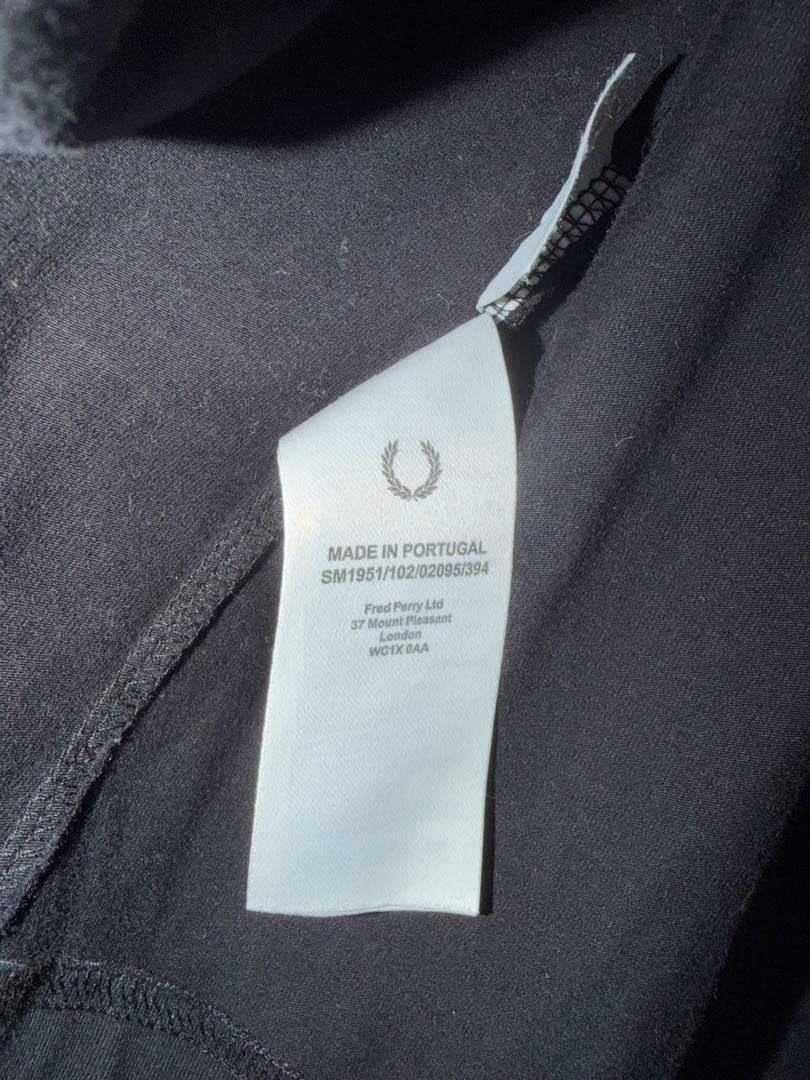 MADE IN PORTUGAL
SM1951/102/02095/394
Fred Perry Ltd
37 Mount Pleasant
London
WC1X 0AA